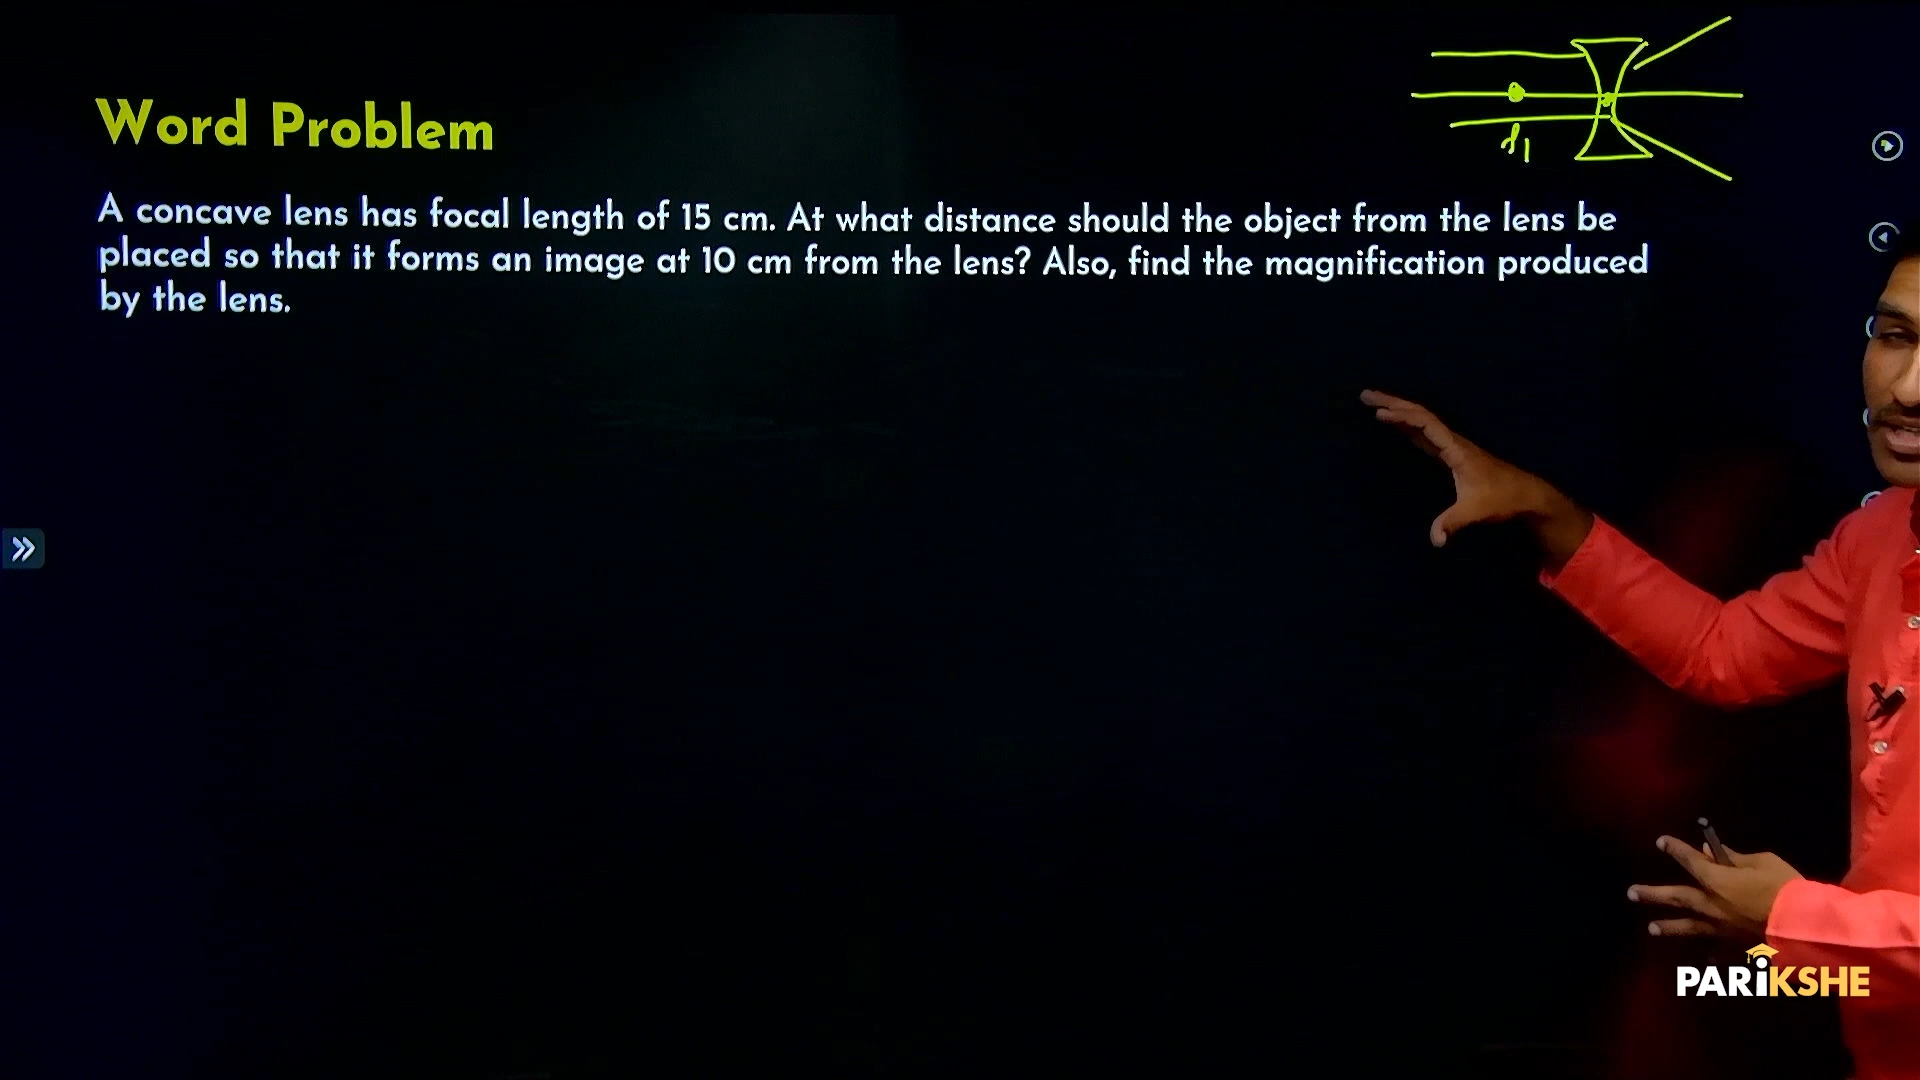 Word Problem
A concave lens has focal length of 15 cm. At what distance should the object from the lens be
placed so that it forms an image at 10 cm from the lens? Also, find the magnification produced
by the lens.
PARiKSHE